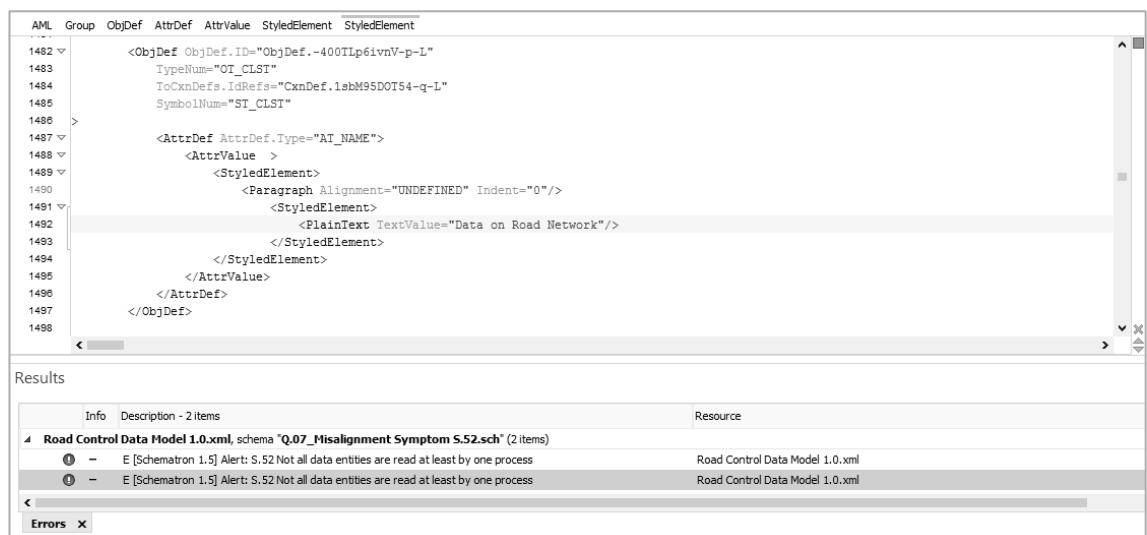 AML Group ObjDef AttrDef AttrValue StyledElement StyledElement
1482 <ObjDef ObjDef.ID="ObjDef.-400TLp6ivnV-p-L"
1483 TypeNum="OT_CLST"
1484 ToCxnDefs.IdRefs="CxnDef.1sbM95DOT54-q-L"
1485 SymbolNum="ST_CLST"
1486 >
1487 <AttrDef AttrDef.Type="AT_NAME">
1488 <AttrValue >
1489 <StyledElement>
1490 <Paragraph Alignment="UNDEFINED" Indent="0"/>
1491 <StyledElement>
1492 <PlainText TextValue="Data on Road Network"/>
1493 </StyledElement>
1494 </StyledElement>
1495 </AttrValue>
1496 </AttrDef>
1497 </ObjDef>
1498
Results
Info Description - 2 items Resource
Road Control Data Model 1.0.xml, schema "Q.07_Misalignment Symptom S.52.sch" (2 items)
– E [Schematron 1.5] Alert: S.52 Not all data entities are read at least by one process Road Control Data Model 1.0.xml
– E [Schematron 1.5] Alert: S.52 Not all data entities are read at least by one process Road Control Data Model 1.0.xml
Errors X